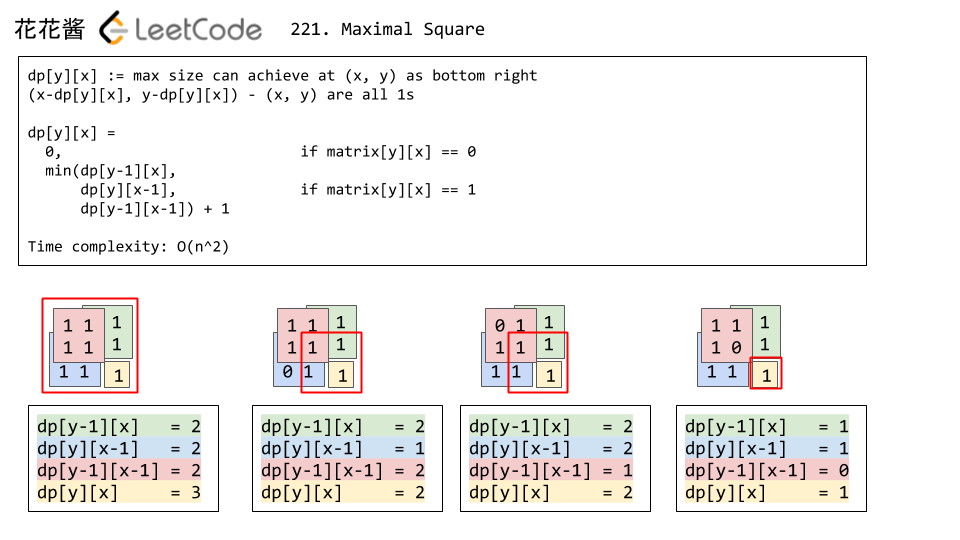 花花酱 LeetCode 221. Maximal Square
dp[y][x] := max size can achieve at (x, y) as bottom right
(x-dp[y][x], y-dp[y][x]) - (x, y) are all 1s
dp[y][x] =
0, if matrix[y][x] == 0
min(dp[y-1][x],
dp[y][x-1], if matrix[y][x] == 1
dp[y-1][x-1]) + 1
Time complexity: O(n^2)
1 1 1
1 1 1
1 1 1
1 1 1
1 1 1
0 1 1
0 1 1
1 1 1
1 1 1
1 1 1
1 0 1
1 1 1
dp[y-1][x] = 2
dp[y][x-1] = 2
dp[y-1][x-1] = 2
dp[y][x] = 3
dp[y-1][x] = 2
dp[y][x-1] = 1
dp[y-1][x-1] = 2
dp[y][x] = 2
dp[y-1][x] = 2
dp[y][x-1] = 2
dp[y-1][x-1] = 1
dp[y][x] = 2
dp[y-1][x] = 1
dp[y][x-1] = 1
dp[y-1][x-1] = 0
dp[y][x] = 1